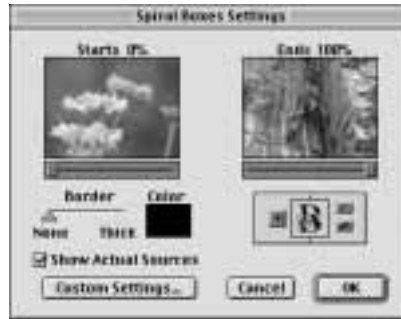 Spiral Boxes Settings
Starts 0%
Ends 100%
Border
Color
None
Thick
B
Show Actual Sources
Custom Settings...
Cancel
OK